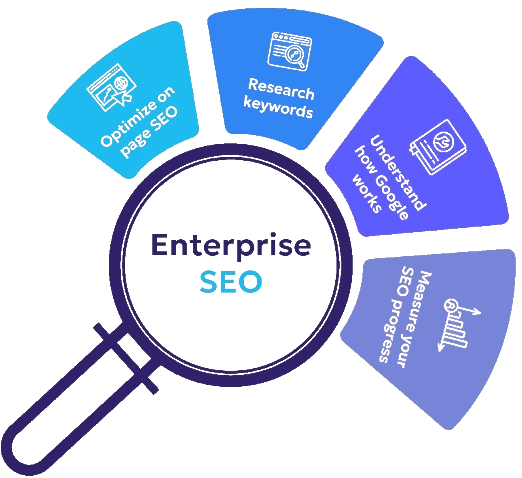 Optimize on
page SEO
Research
keywords
Understand
how Google
works
Measure your
SEO progress
Enterprise
SEO